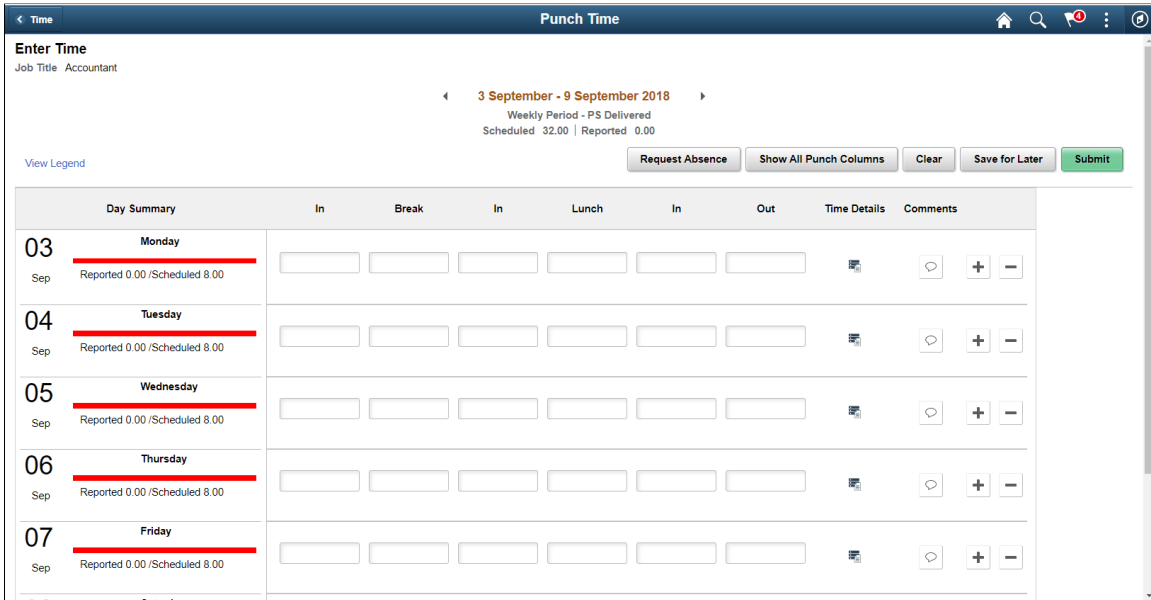 Time
Punch Time
4
Enter Time
Job Title Accountant
3 September - 9 September 2018
Weekly Period - PS Delivered
Scheduled 32.00 | Reported 0.00
View Legend
Request Absence
Show All Punch Columns
Clear
Save for Later
Submit
Day Summary In Break In Lunch In Out Time Details Comments
03 Monday
Sep Reported 0.00 /Scheduled 8.00
04 Tuesday
Sep Reported 0.00 /Scheduled 8.00
05 Wednesday
Sep Reported 0.00 /Scheduled 8.00
06 Thursday
Sep Reported 0.00 /Scheduled 8.00
07 Friday
Sep Reported 0.00 /Scheduled 8.00